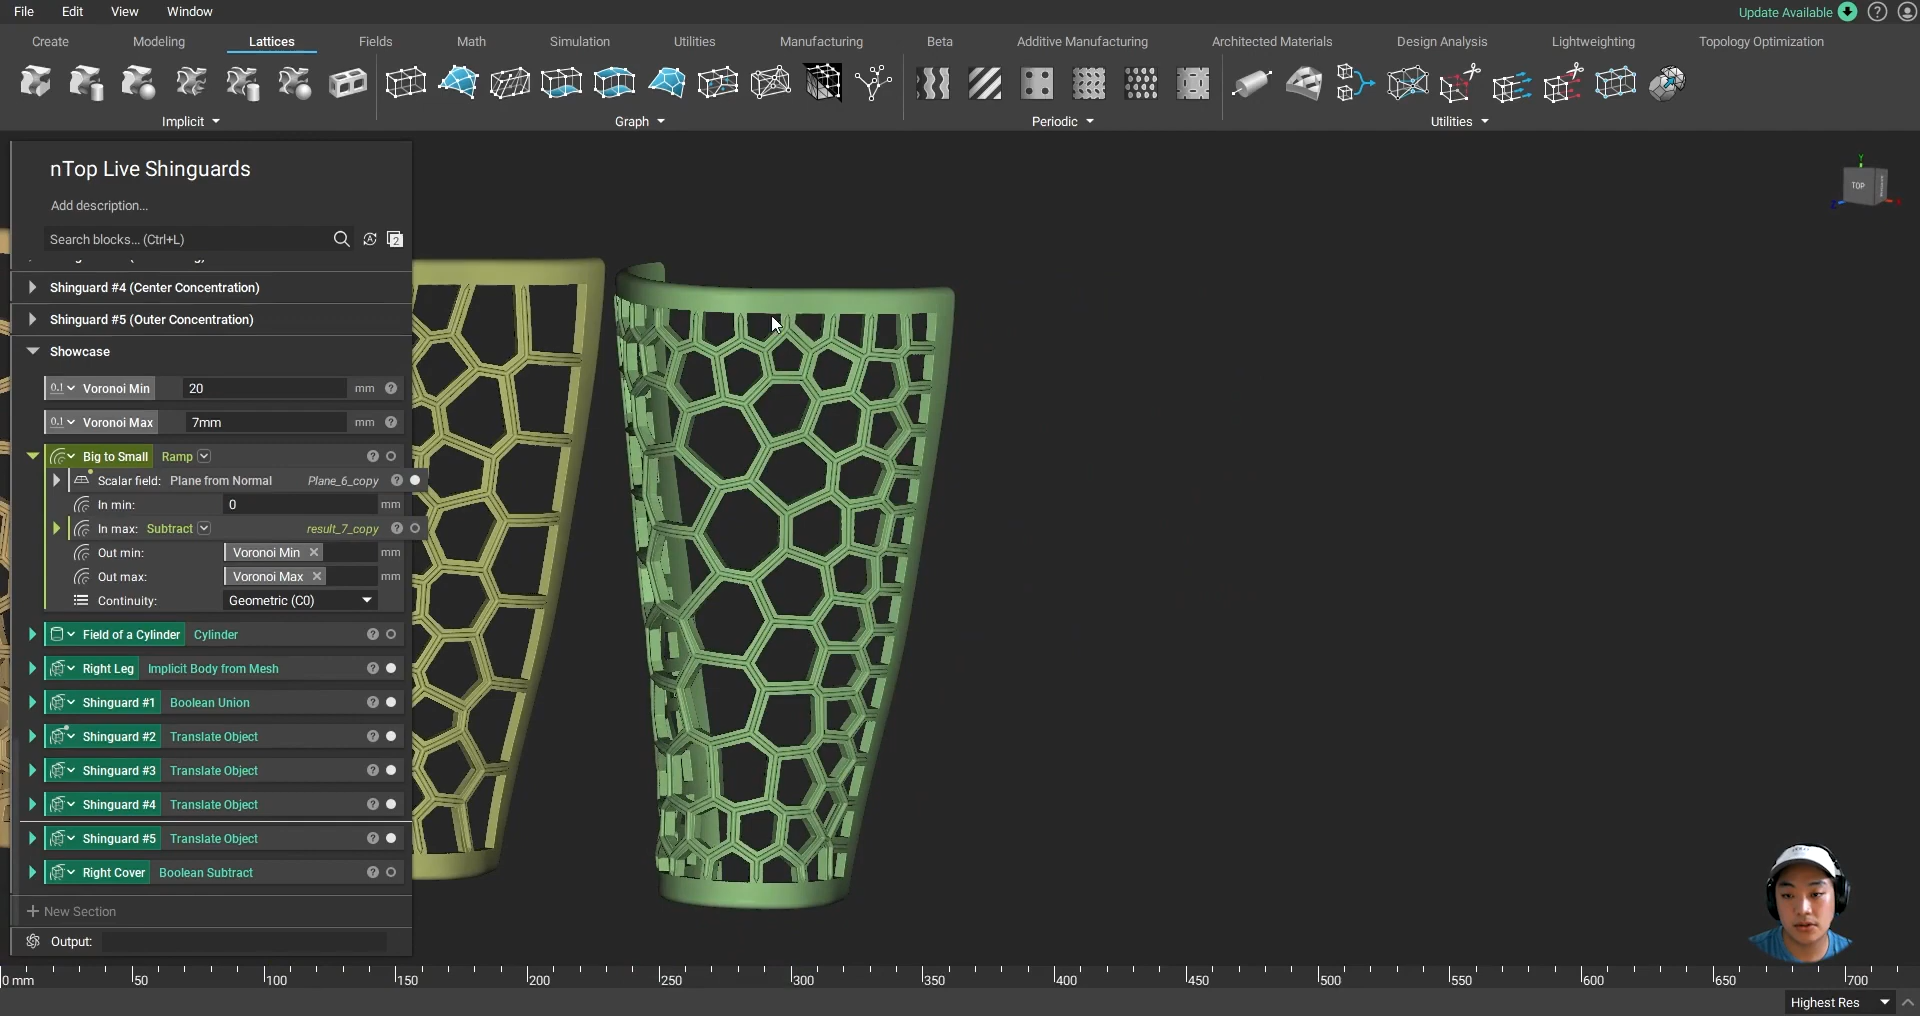 File Edit View Window
Update Available
Create Modeling Lattices Fields Math Simulation Utilities Manufacturing Beta Additive Manufacturing Architected Materials Design Analysis Lightweighting Topology Optimization
Implicit Graph Periodic Utilities
nTop Live Shinguards
Add description...
Search blocks... (Ctrl+L)
2
Shinguard #4 (Center Concentration)
Shinguard #5 (Outer Concentration)
Showcase
0.1 Voronoi Min 20 mm
0.1 Voronoi Max 7mm mm
Big to Small Ramp
Scalar field: Plane from Normal Plane_6_copy
In min: 0 mm
In max: Subtract result_7_copy
Out min: Voronoi Min mm
Out max: Voronoi Max mm
Continuity: Geometric (C0)
Field of a Cylinder Cylinder
Right Leg Implicit Body from Mesh
Shinguard #1 Boolean Union
Shinguard #2 Translate Object
Shinguard #3 Translate Object
Shinguard #4 Translate Object
Shinguard #5 Translate Object
Right Cover Boolean Subtract
+ New Section
Output:
Y
TOP
0 mm 50 100 150 200 250 300 350 400 450 500 550 600 650 700
Highest Res